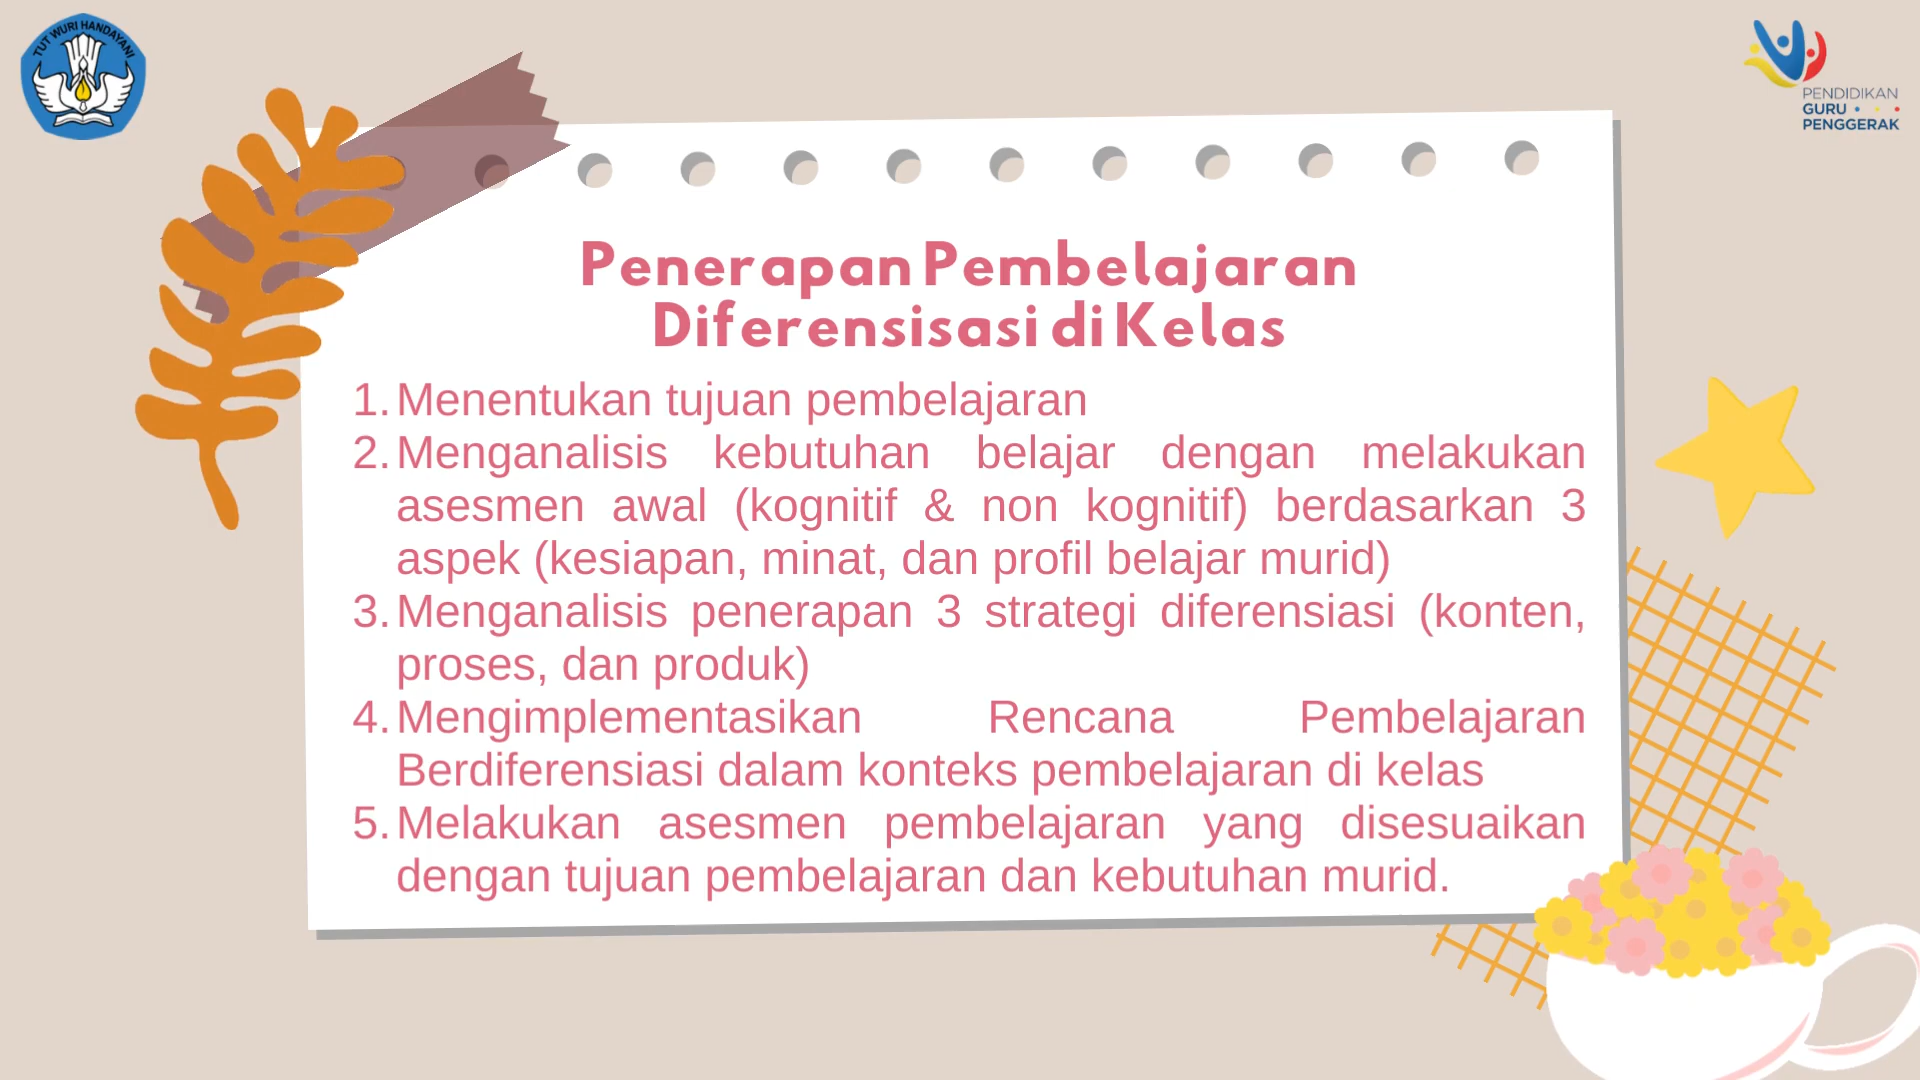 TUT WURI HANDAYANI
PENDIDIKAN
GURU
PENGGERAK
Penerapan Pembelajaran
Diferensisasi di Kelas
1. Menentukan tujuan pembelajaran
2. Menganalisis kebutuhan belajar dengan melakukan
asesmen awal (kognitif & non kognitif) berdasarkan 3
aspek (kesiapan, minat, dan profil belajar murid)
3. Menganalisis penerapan 3 strategi diferensiasi (konten,
proses, dan produk)
4. Mengimplementasikan Rencana Pembelajaran
Berdiferensiasi dalam konteks pembelajaran di kelas
5. Melakukan asesmen pembelajaran yang disesuaikan
dengan tujuan pembelajaran dan kebutuhan murid.